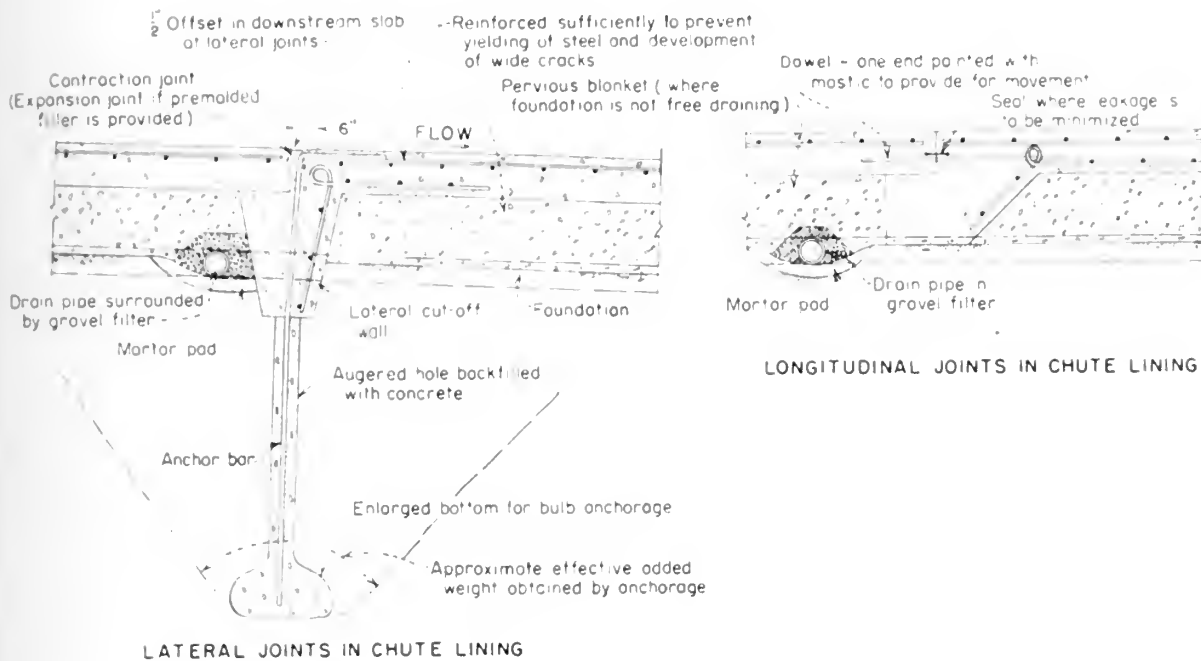 1/2" Offset in downstream slab
at lateral joints
Reinforced sufficiently to prevent
yielding of steel and development
of wide cracks
Contraction joint
(Expansion joint if premolded
filler is provided)
Pervious blanket (where
foundation is not free draining)
6"
FLOW
Drain pipe surrounded
by gravel filter
Mortar pad
Lateral cut-off
wall
Foundation
Augered hole backfilled
with concrete
Anchor bar
Enlarged bottom for bulb anchorage
Approximate effective added
weight obtained by anchorage
LATERAL JOINTS IN CHUTE LINING
Dowel - one end painted with
mastic to provide for movement
Seal where leakage is
to be minimized
Mortar pad
Drain pipe in
gravel filter
LONGITUDINAL JOINTS IN CHUTE LINING